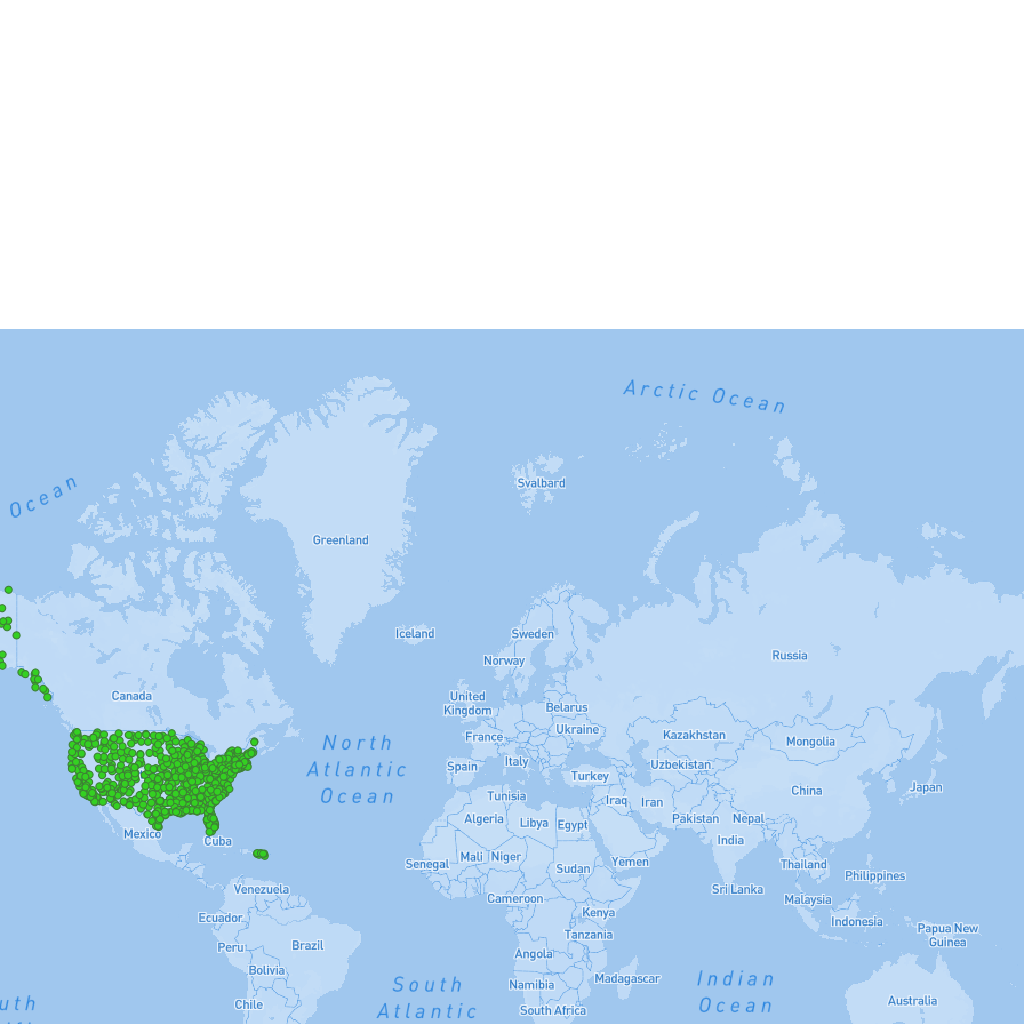 Arctic Ocean
Ocean
Svalbard
Greenland
Iceland
Sweden
Norway
Russia
Canada
United
Kingdom
Belarus
Ukraine
France
Kazakhstan
Mongolia
North
Atlantic
Ocean
Spain
Italy
Uzbekistan
Turkey
China
Japan
Tunisia
Iraq
Iran
Algeria
Libya
Egypt
Pakistan
Nepal
Mexico
Cuba
India
Senegal
Mali
Niger
Sudan
Yemen
Thailand
Philippines
Venezuela
Sri Lanka
Cameroon
Malaysia
Ecuador
Kenya
Indonesia
Papua New
Guinea
Tanzania
Peru
Brazil
Angola
Bolivia
Madagascar
Namibia
South
Atlantic
Indian
Ocean
Chile
South Africa
Australia
uth